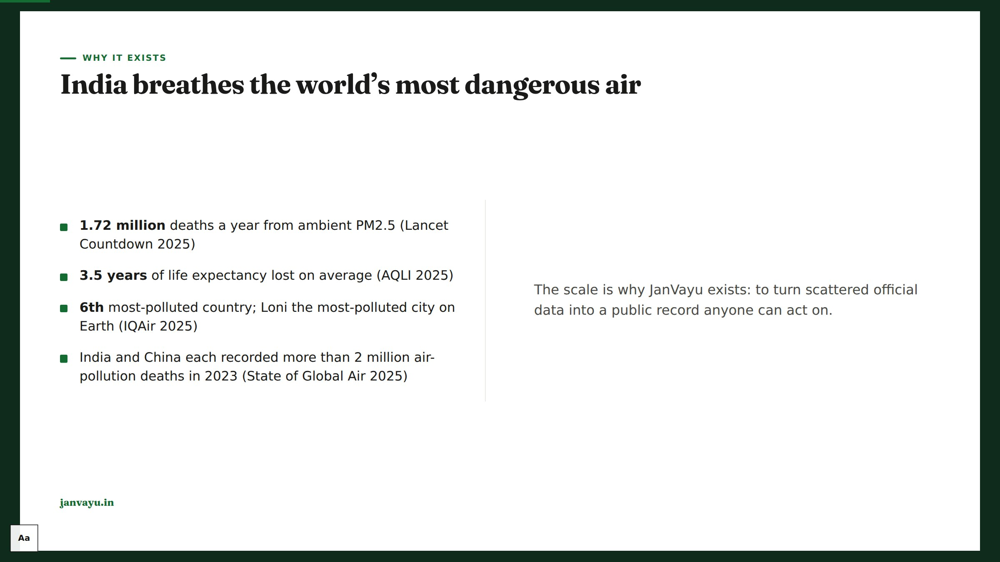 WHY IT EXISTS
India breathes the world’s most dangerous air
1.72 million deaths a year from ambient PM2.5 (Lancet
Countdown 2025)
3.5 years of life expectancy lost on average (AQLI 2025)
6th most-polluted country; Loni the most-polluted city on
Earth (IQAir 2025)
India and China each recorded more than 2 million air-
pollution deaths in 2023 (State of Global Air 2025)
The scale is why JanVayu exists: to turn scattered official
data into a public record anyone can act on.
janvayu.in
Aa